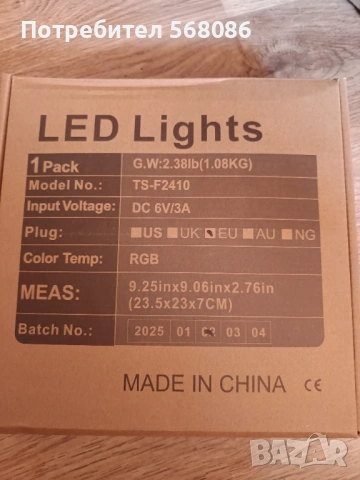 Потребител 568086
LED Lights
1 Pack G.W:2.38lb(1.08KG)
Model No.: TS-F2410
Input Voltage: DC 6V/3A
Plug: US UK EU AU NG
Color Temp: RGB
MEAS: 9.25inx9.06inx2.76in
(23.5x23x7CM)
Batch No.: 2025 01 02 03 04
MADE IN CHINA CE
BAZAR